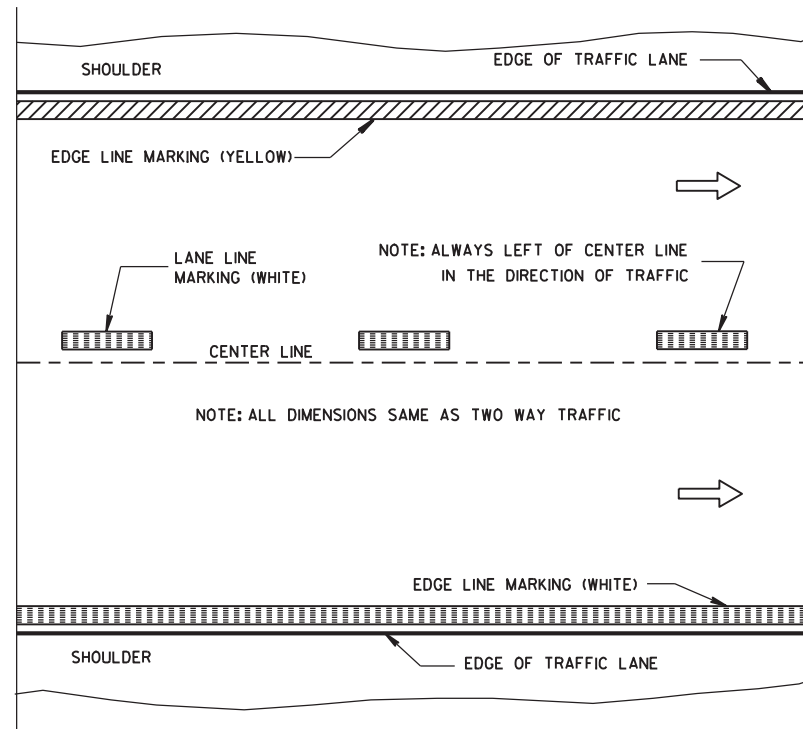 EDGE OF TRAFFIC LANE
SHOULDER
EDGE LINE MARKING (YELLOW)
LANE LINE
MARKING (WHITE)
NOTE: ALWAYS LEFT OF CENTER LINE
IN THE DIRECTION OF TRAFFIC
CENTER LINE
NOTE: ALL DIMENSIONS SAME AS TWO WAY TRAFFIC
EDGE LINE MARKING (WHITE)
SHOULDER
EDGE OF TRAFFIC LANE